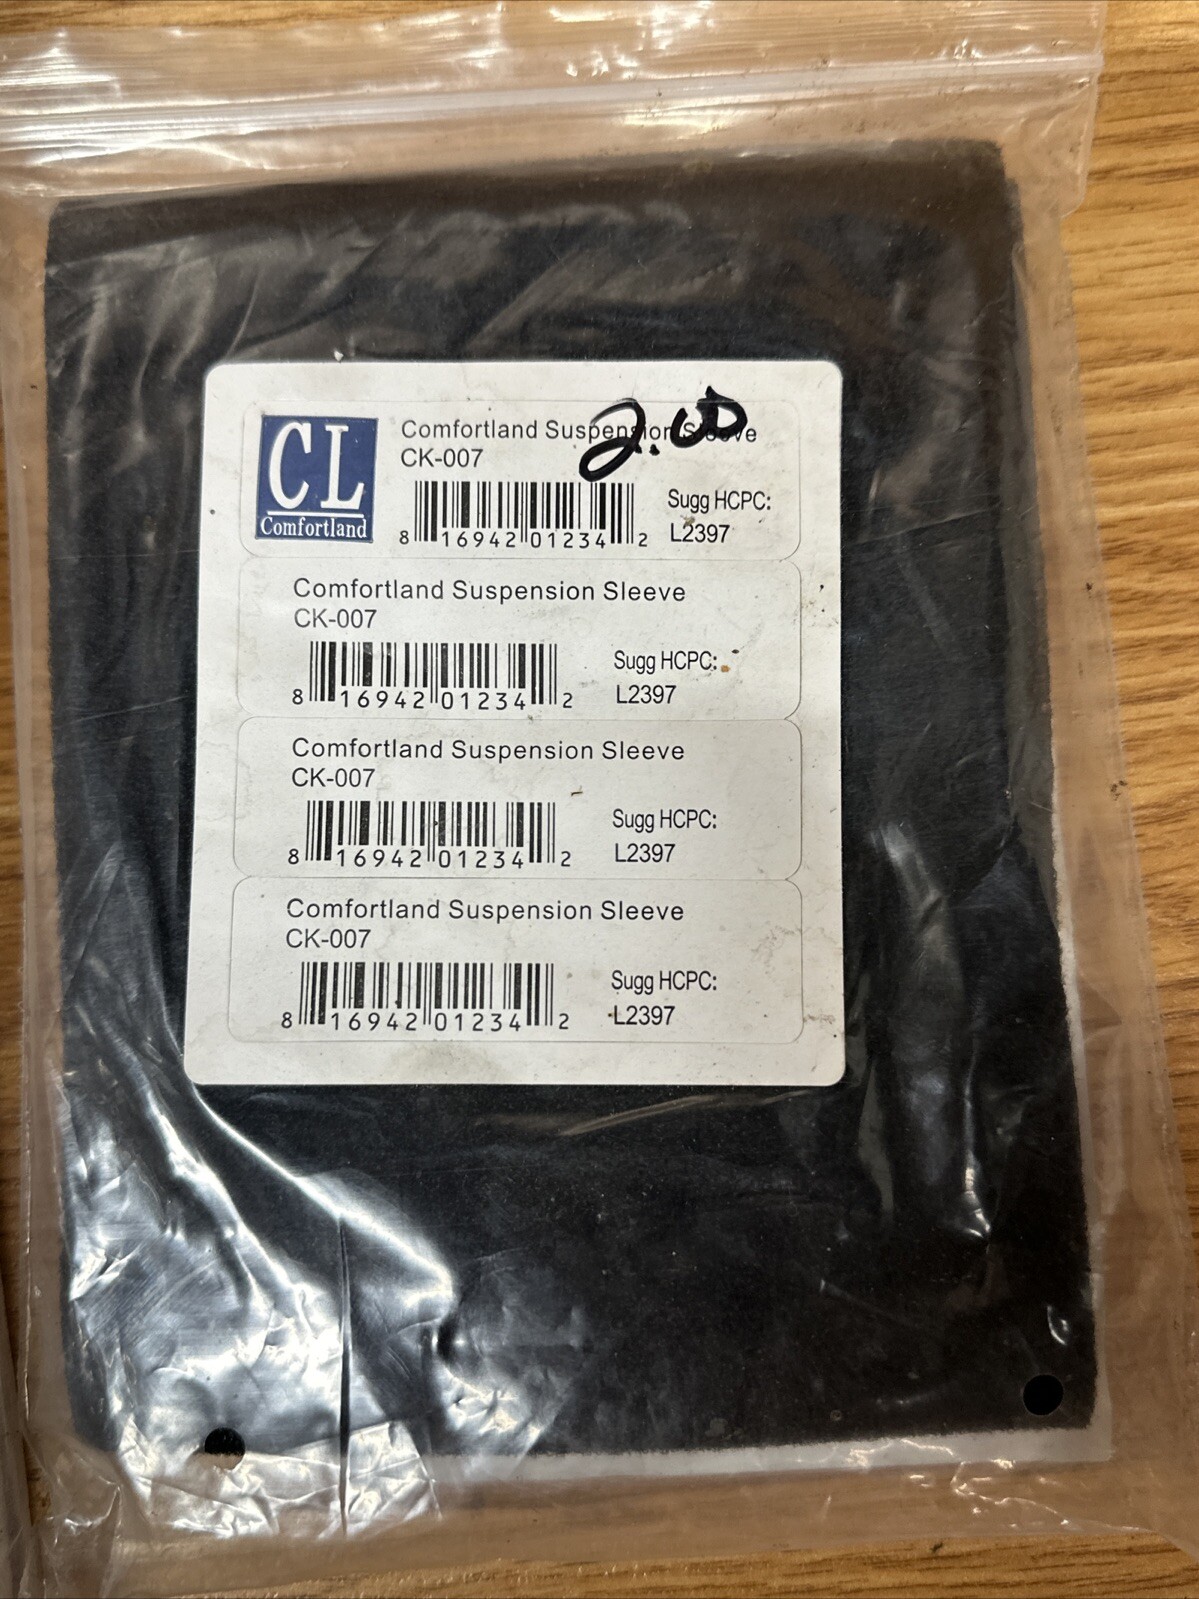 CL
Comfortland
2.00
Comfortland Suspension Sleeve
CK-007
8 16942 01234 2
Sugg HCPC:
L2397
Comfortland Suspension Sleeve
CK-007
8 16942 01234 2
Sugg HCPC:
L2397
Comfortland Suspension Sleeve
CK-007
8 16942 01234 2
Sugg HCPC:
L2397
Comfortland Suspension Sleeve
CK-007
8 16942 01234 2
Sugg HCPC:
L2397